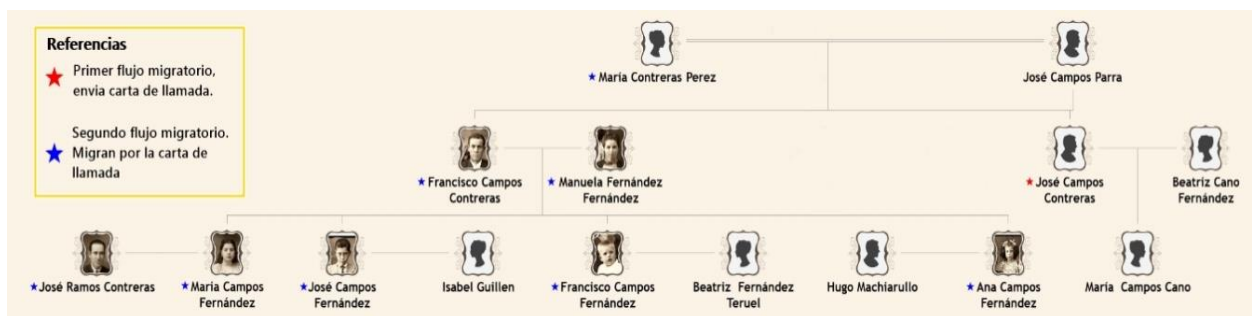 Referencias
Primer flujo migratorio,
envia carta de llamada.
Segundo flujo migratorio.
Migran por la carta de
llamada
María Contreras Perez
José Campos Parra
Francisco Campos
Contreras
Manuela Fernández
Fernández
José Campos
Contreras
Beatriz Cano
Fernández
José Ramos Contreras
María Campos
Fernández
José Campos
Fernández
Isabel Guillen
Francisco Campos
Fernández
Beatriz Fernández
Teruel
Hugo Machiarullo
Ana Campos
Fernández
María Campos Cano